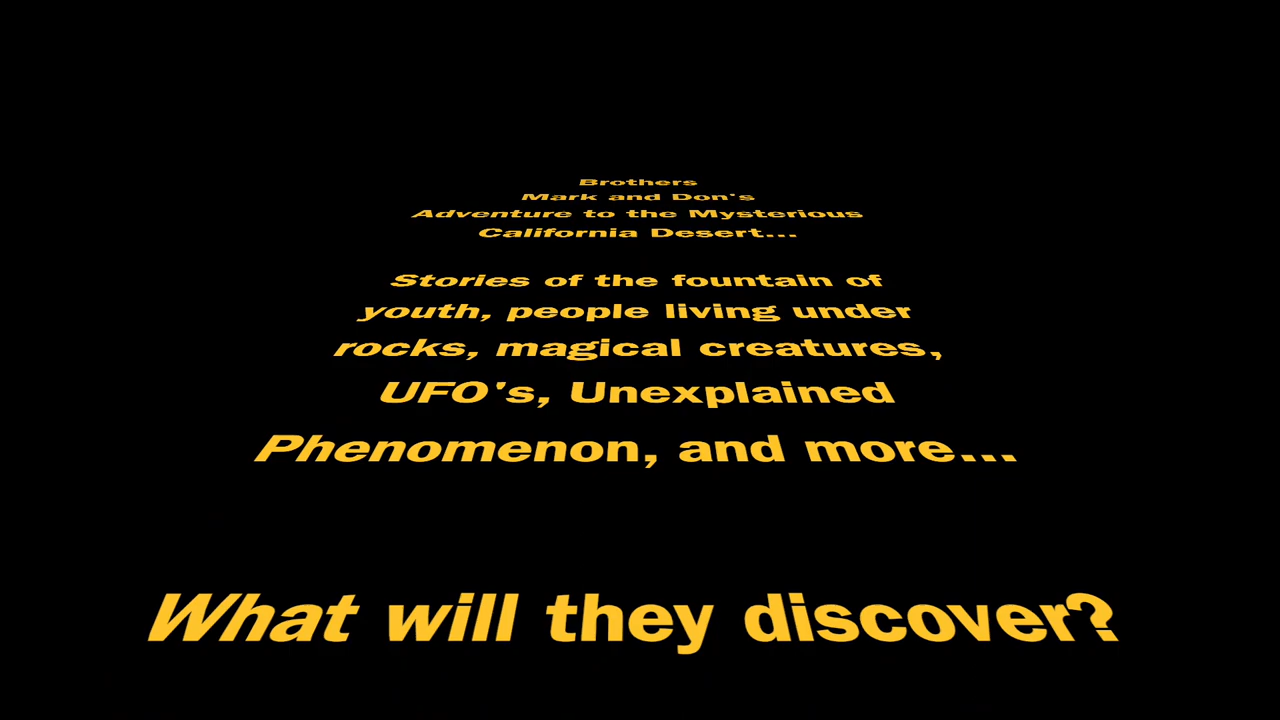 Brothers
Mark and Don's
Adventure to the Mysterious
California Desert...
Stories of the fountain of
youth, people living under
rocks, magical creatures,
UFO's, Unexplained
Phenomenon, and more...
What will they discover?